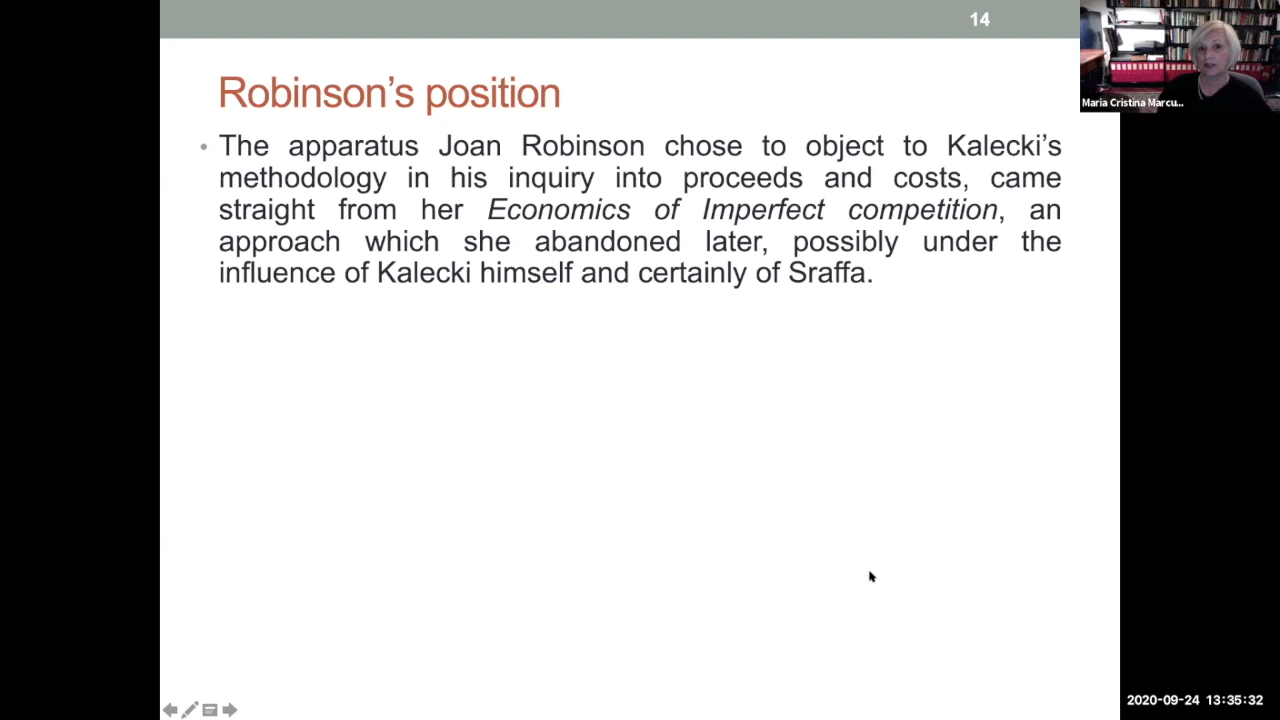 14
Maria Cristina Marcu...
Robinson’s position
• The apparatus Joan Robinson chose to object to Kalecki’s
methodology in his inquiry into proceeds and costs, came
straight from her Economics of Imperfect competition, an
approach which she abandoned later, possibly under the
influence of Kalecki himself and certainly of Sraffa.
2020-09-24 13:35:32